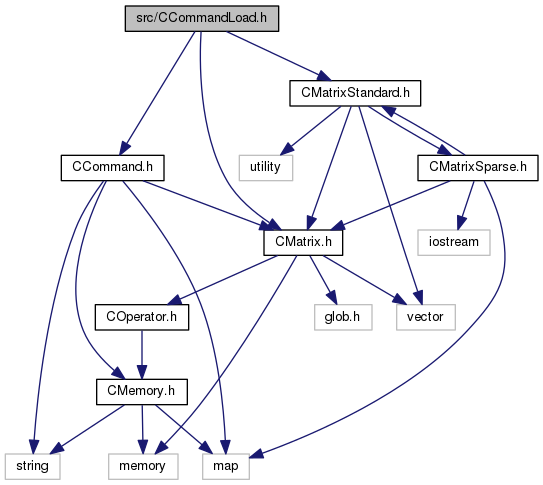 src/CCommandLoad.h
CMatrixStandard.h
CCommand.h
utility
CMatrixSparse.h
CMatrix.h
iostream
COperator.h
glob.h
vector
CMemory.h
string
memory
map